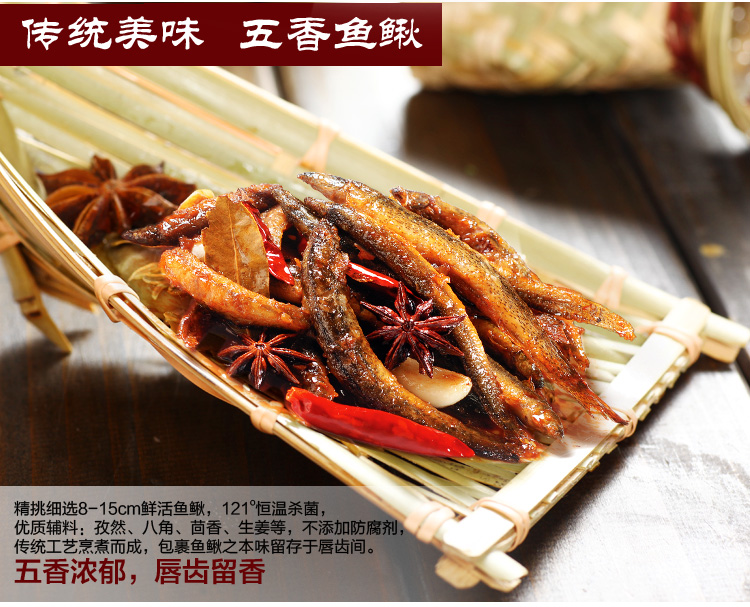 传统美味 五香鱼鳅
精挑细选8-15cm鲜活鱼鳅，121°恒温杀菌，
优质辅料：孜然、八角、茴香、生姜等，不添加防腐剂，
传统工艺烹煮而成，包裹鱼鳅之本味留存于唇齿间。
五香浓郁，唇齿留香